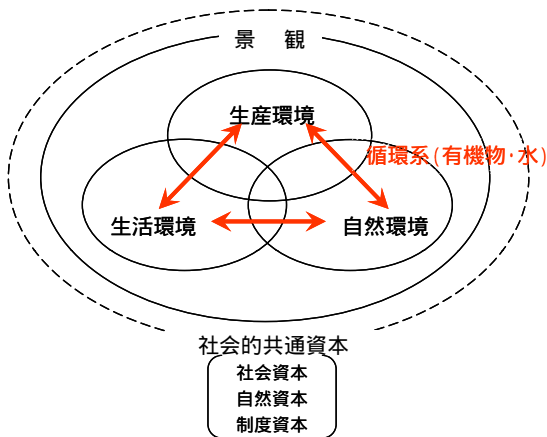 景　観
生産環境
循環系(有機物･水)
生活環境
自然環境
社会的共通資本
社会資本
自然資本
制度資本